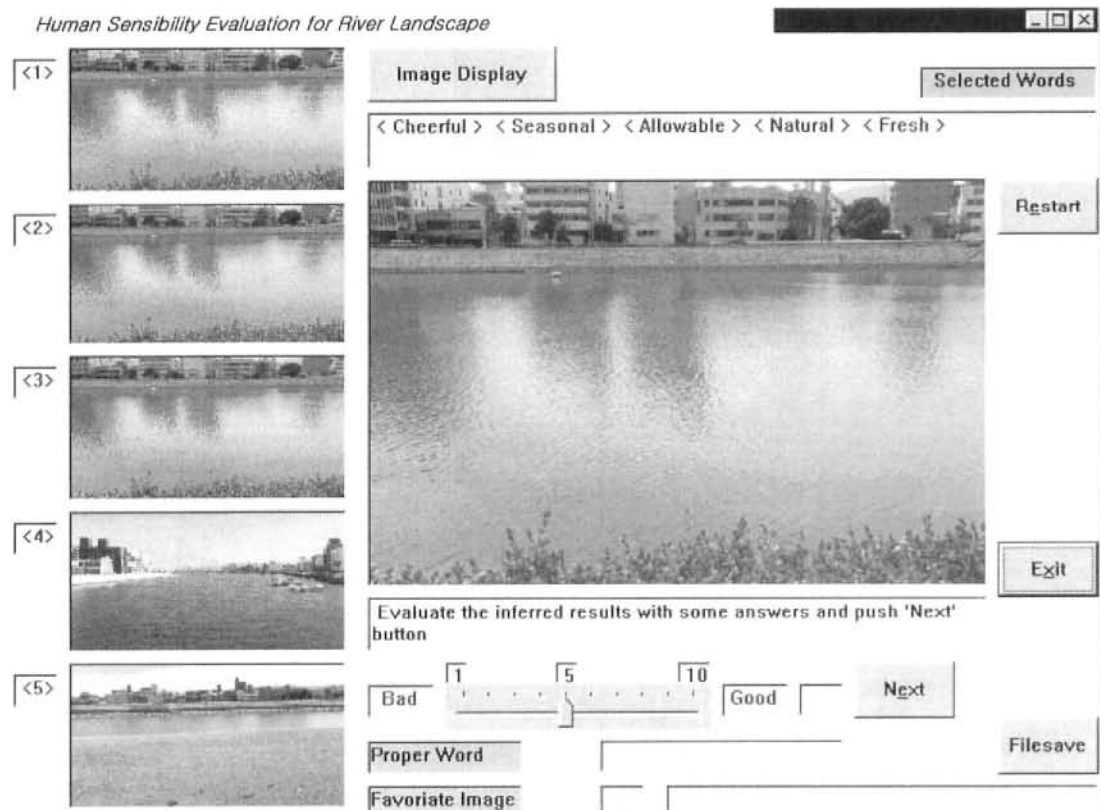 Human Sensibility Evaluation for River Landscape
<1>
Image Display
Selected Words
< Cheerful > < Seasonal > < Allowable > < Natural > < Fresh >
<2>
Restart
<3>
<4>
Exit
Evaluate the inferred results with some answers and push 'Next'
button
<5>
1 5 10
Bad Good Next
Proper Word Filesave
Favoriate Image